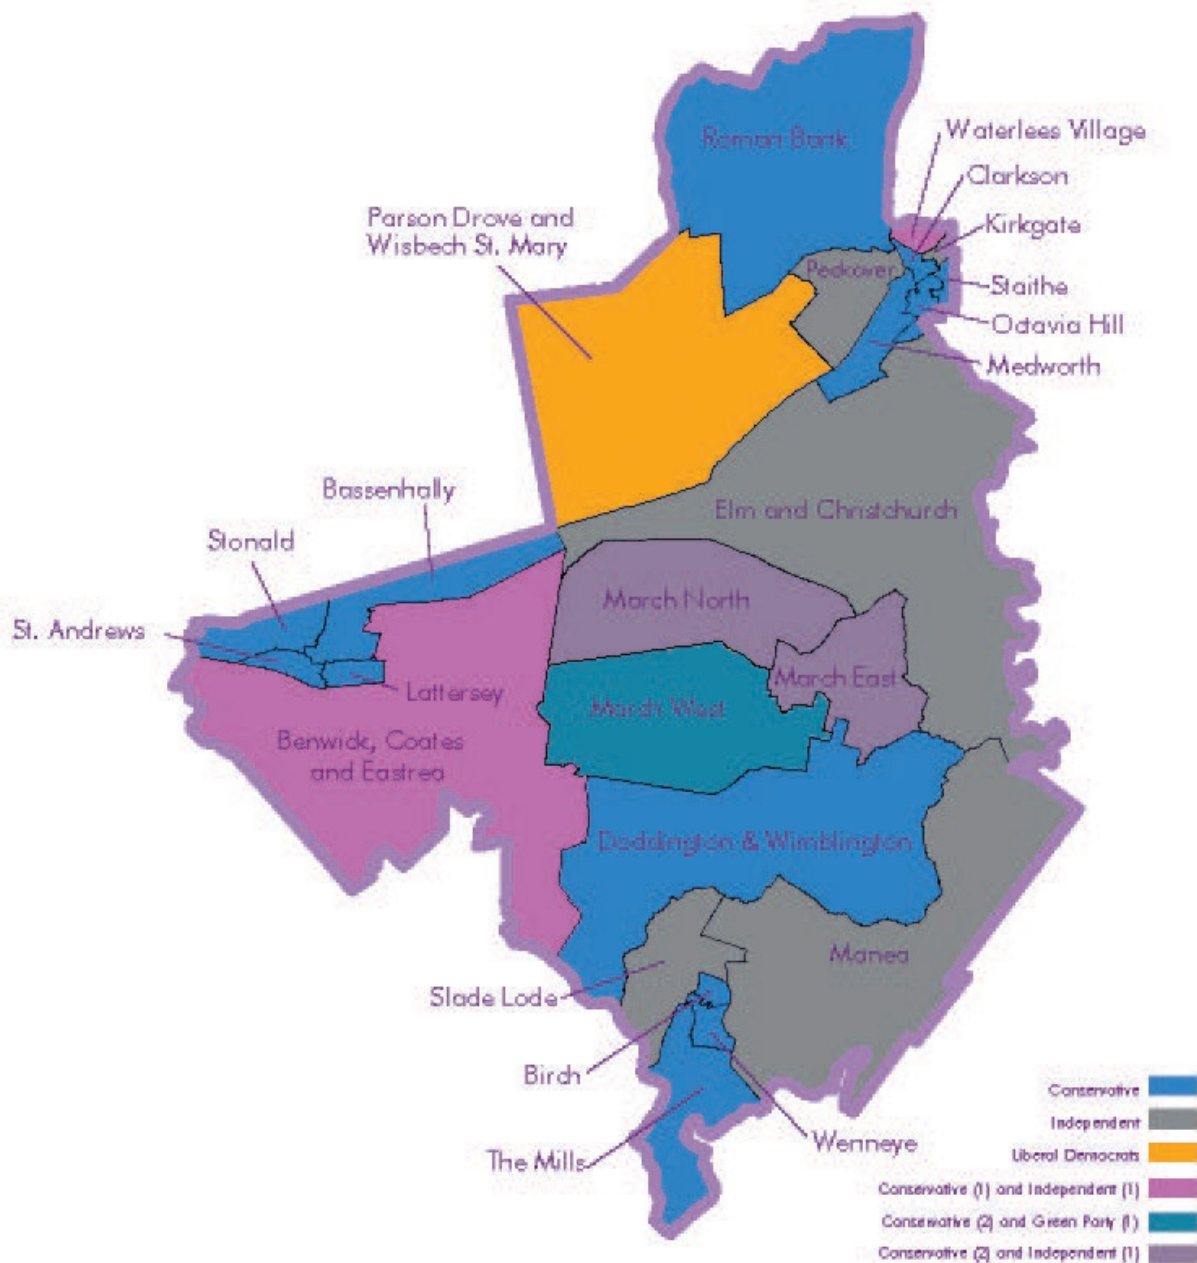 Roman Bank
Waterlees Village
Clarkson
Kirkgate
Parson Drove and
Wisbech St. Mary
Peckover
Staithe
Octavia Hill
Medworth
Bassenhally
Elm and Christchurch
Stonald
March North
St. Andrews
March East
Lattersey
March West
Benwick, Coates
and Eastrea
Doddington & Wimblington
Manea
Slade Lode
Birch
Wenneye
The Mills
Conservative
Independent
Liberal Democrats
Conservative (1) and Independent (1)
Conservative (2) and Green Party (1)
Conservative (2) and Independent (1)